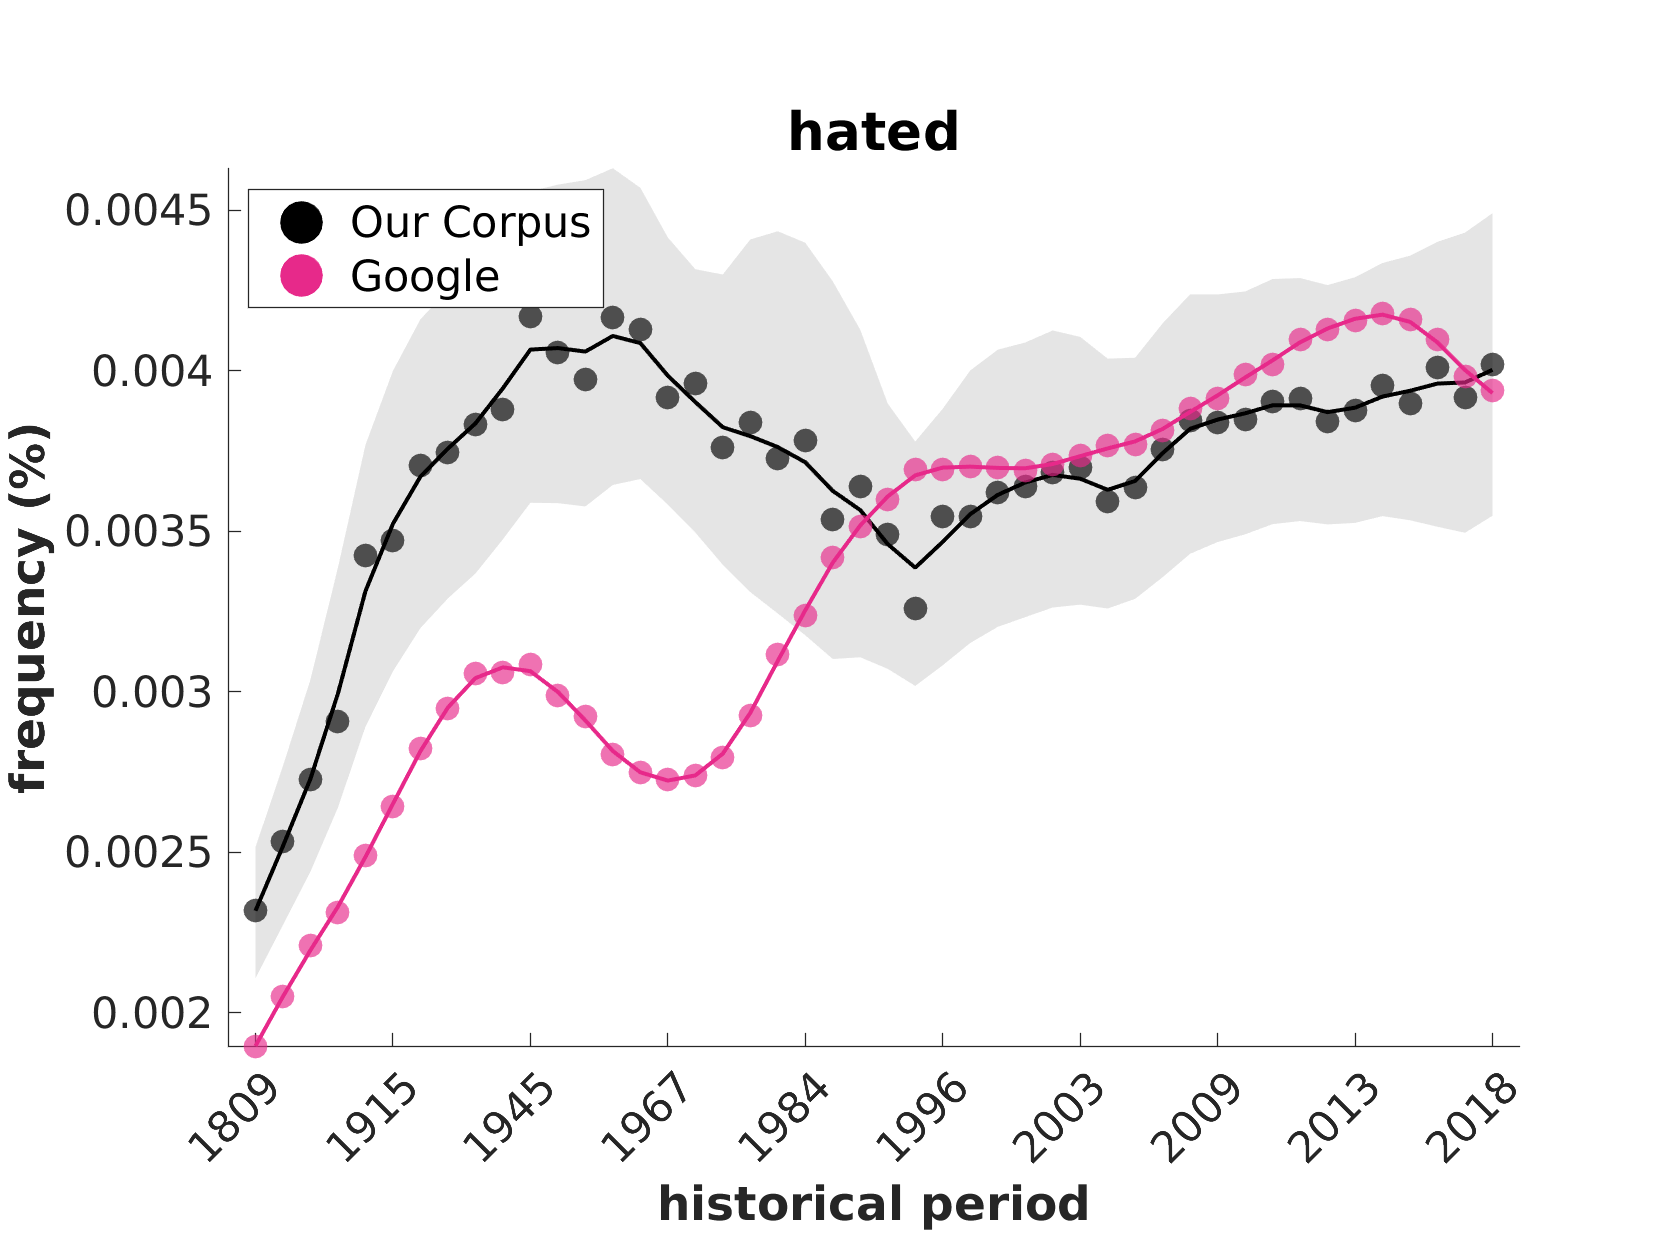 hated
Our Corpus
Google
0.0045
0.004
0.0035
0.003
0.0025
0.002
frequency (%)
1809 1915 1945 1967 1984 1996 2003 2009 2013 2018
historical period